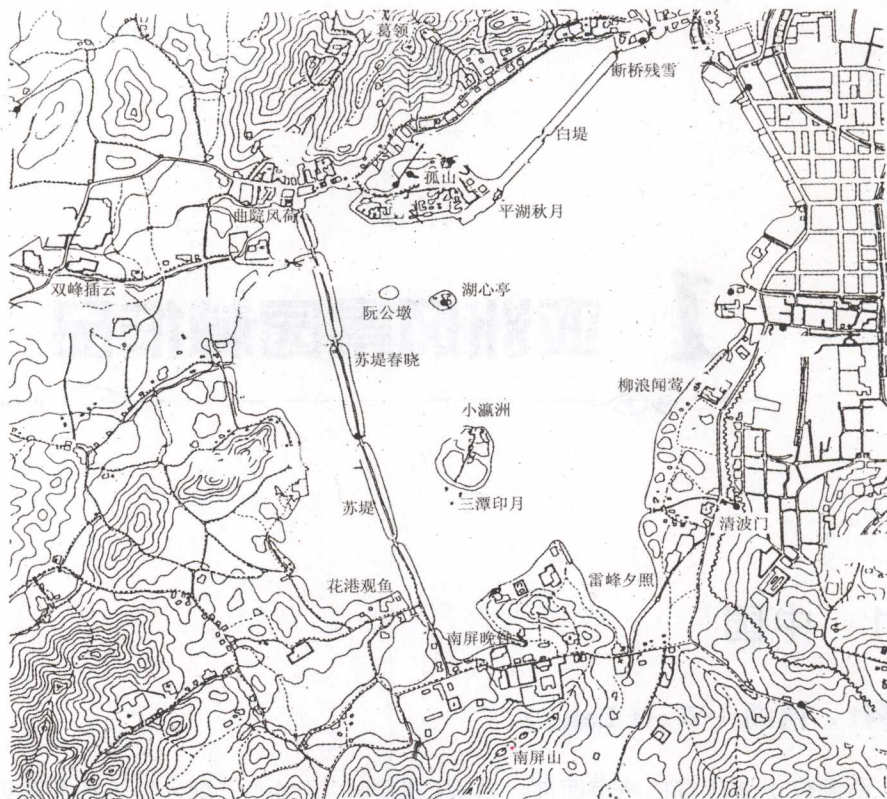 葛领
断桥残雪
白堤
孤山
平湖秋月
曲院风荷
双峰插云
湖心亭
阮公墩
苏堤春晓
柳浪闻莺
小瀛洲
三潭印月
苏堤
清波门
花港观鱼
雷峰夕照
南屏晚钟
南屏山